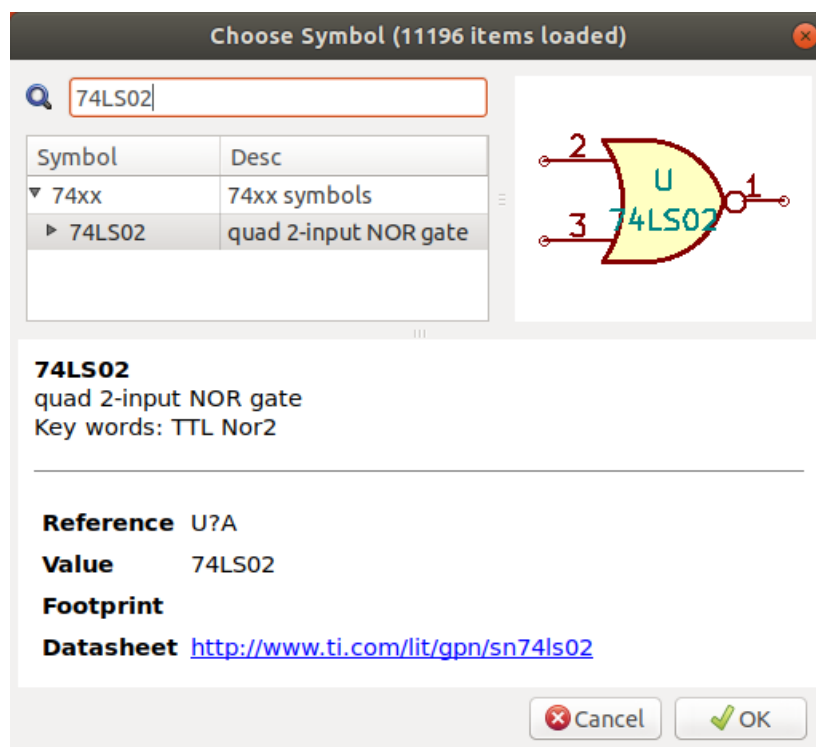 Choose Symbol (11196 items loaded)
74LS02
Symbol Desc
74xx 74xx symbols
74LS02 quad 2-input NOR gate
2
3
U
74LS02
1
74LS02
quad 2-input NOR gate
Key words: TTL Nor2
Reference U?A
Value 74LS02
Footprint
Datasheet http://www.ti.com/lit/gpn/sn74ls02
Cancel OK